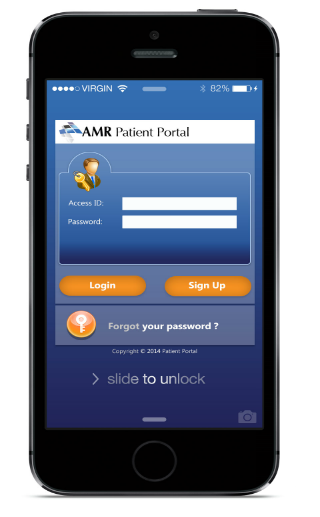 VIRGIN 82%
AMR Patient Portal
Access ID:
Password:
Login Sign Up
Forgot your password ?
Copyright © 2014 Patient Portal
> slide to unlock